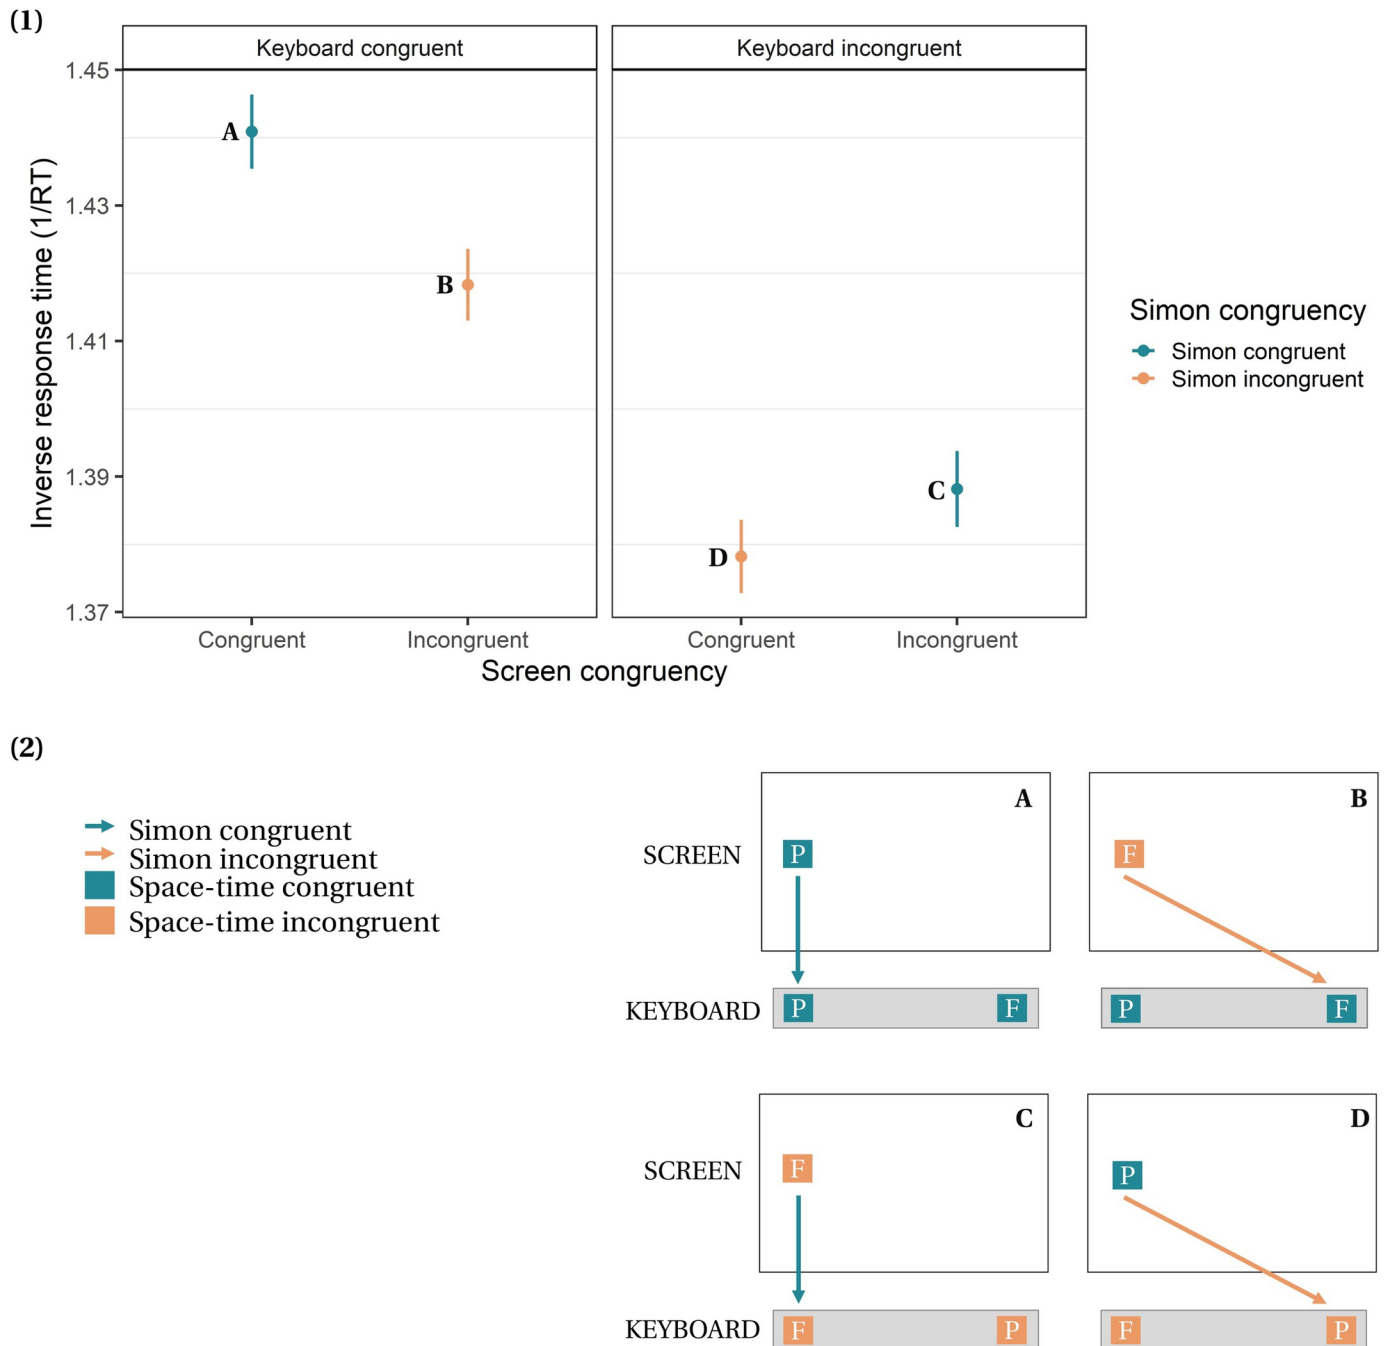 (1)
Keyboard congruent
Keyboard incongruent
1.45
1.43
1.41
1.39
1.37
Inverse response time (1/RT)
A
B
C
D
Congruent
Incongruent
Congruent
Incongruent
Screen congruency
Simon congruency
Simon congruent
Simon incongruent
(2)
Simon congruent
Simon incongruent
Space-time congruent
Space-time incongruent
A
B
SCREEN
P
F
KEYBOARD
P
F
P
F
C
D
SCREEN
F
P
KEYBOARD
F
P
F
P